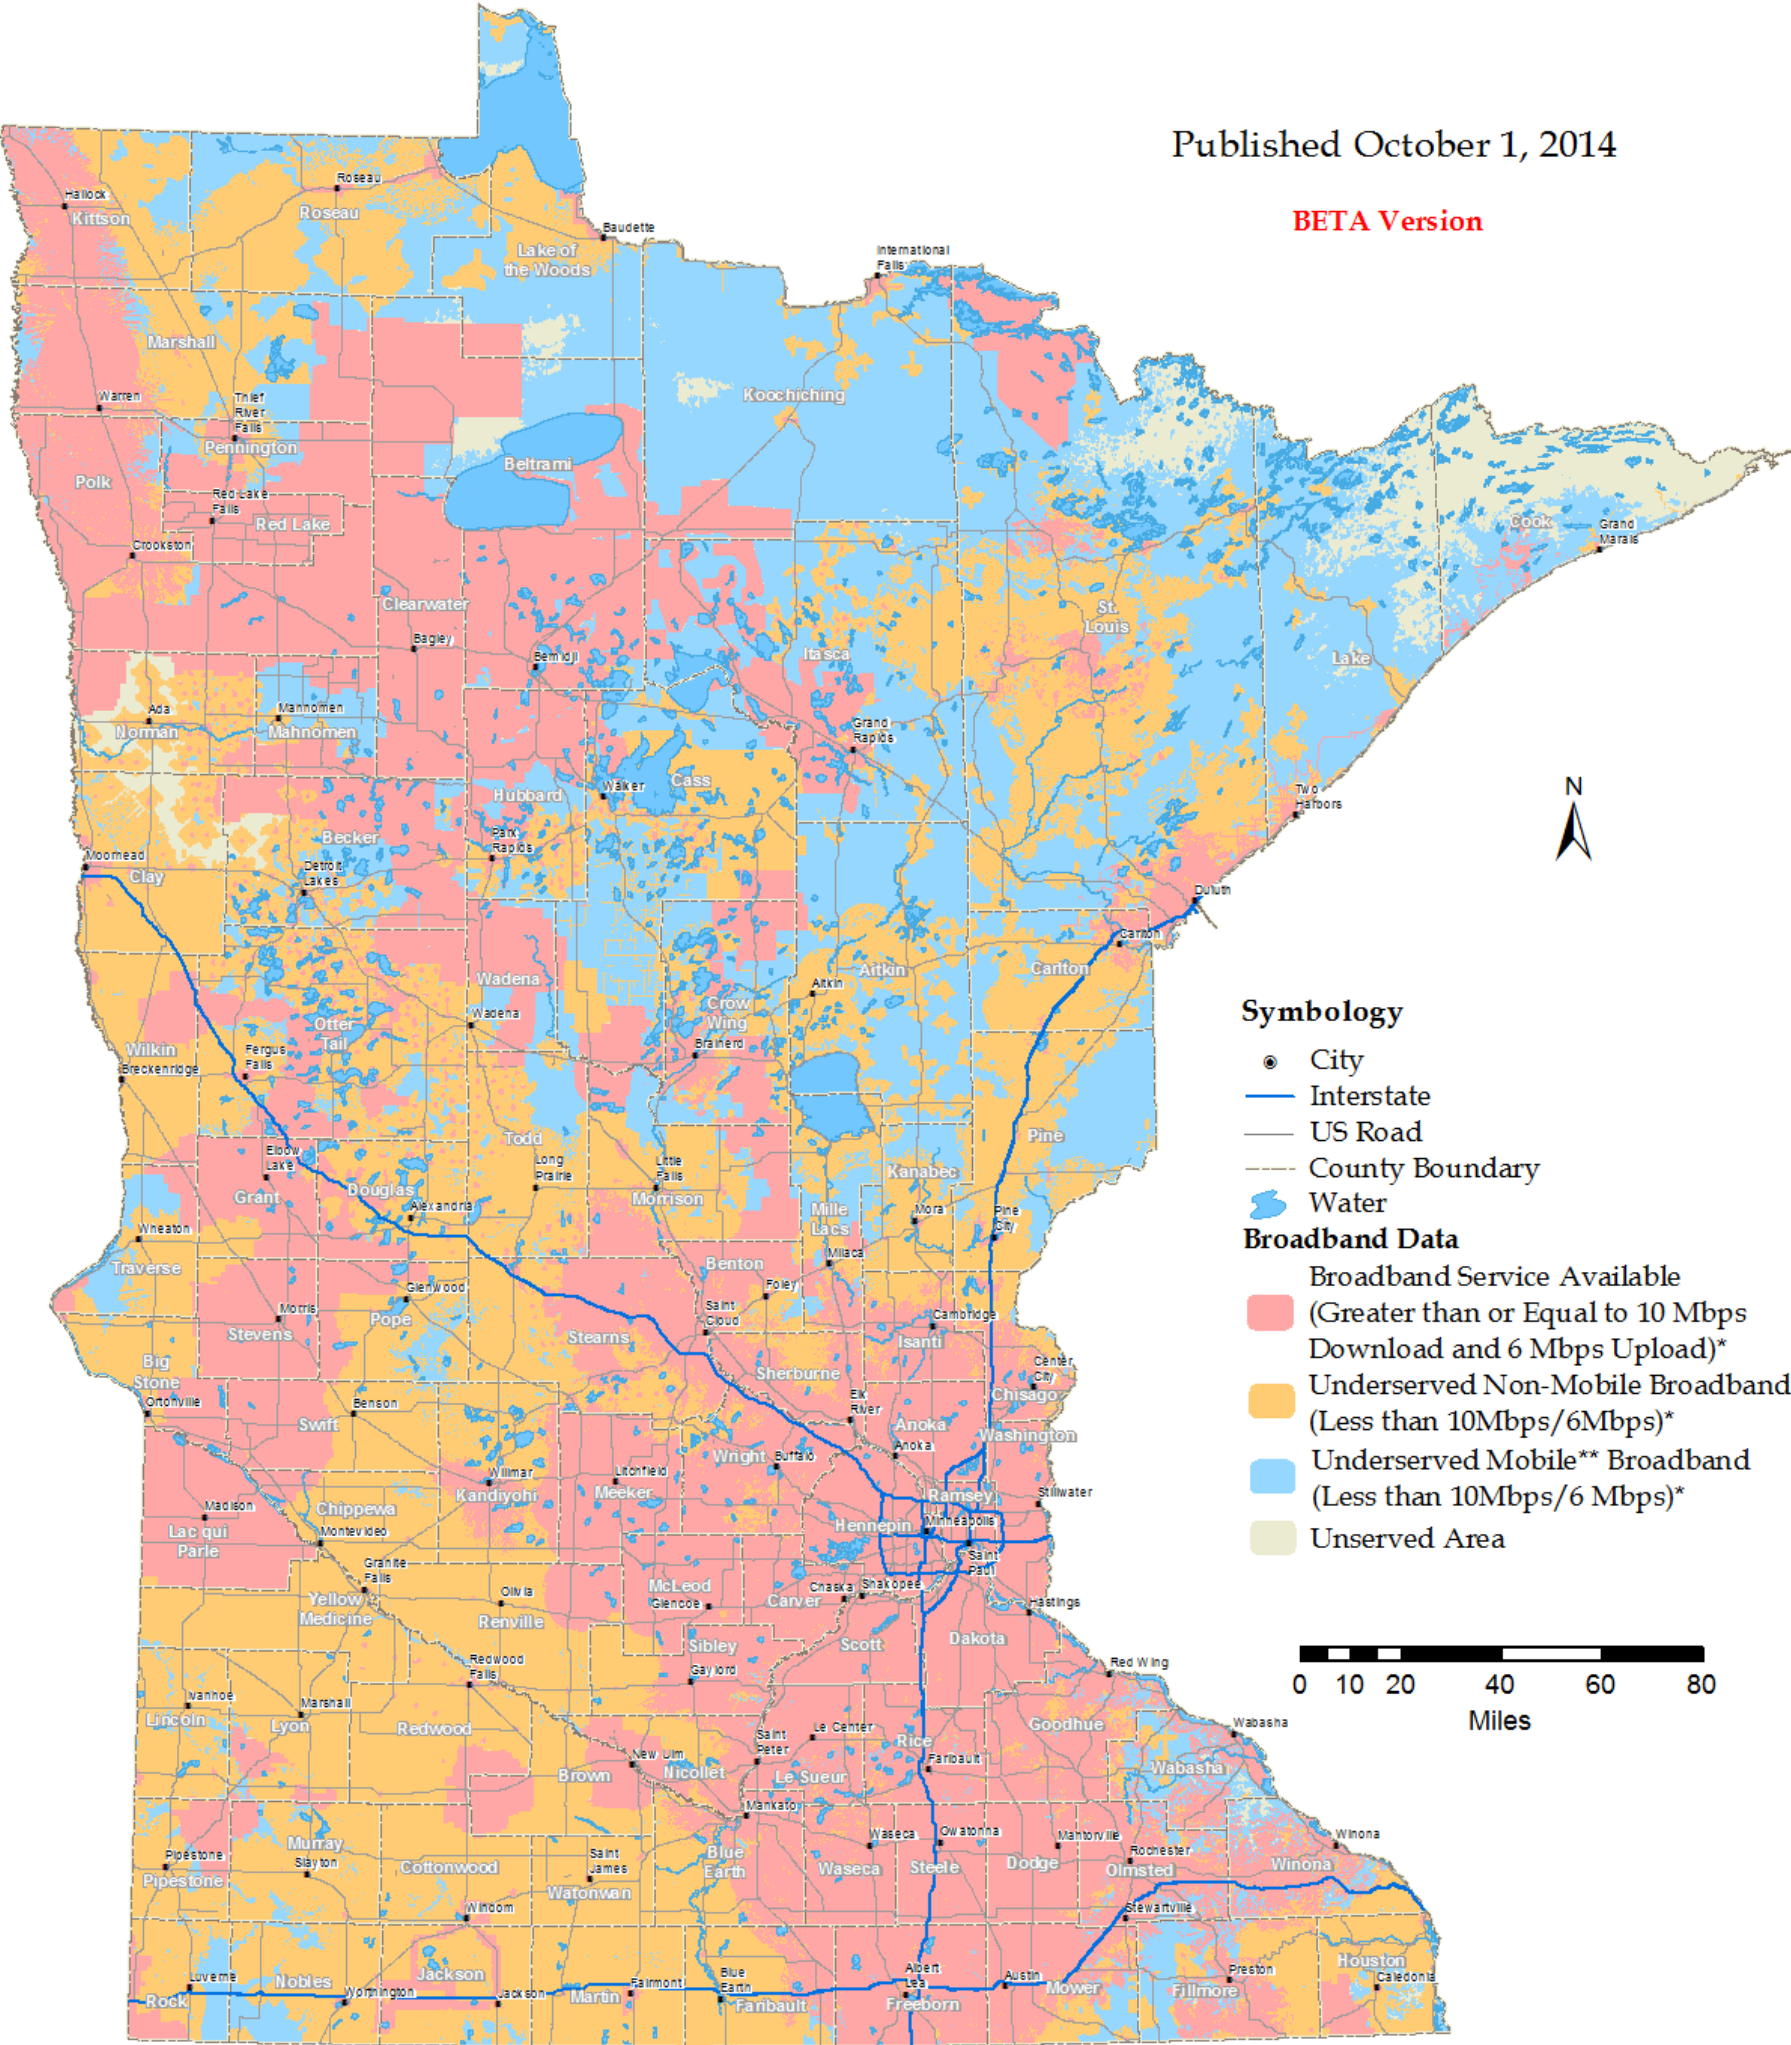 Published October 1, 2014
BETA Version
Roseau
Hallock
Kittson
Roseau
Baudette
Lake of
the Woods
International
Falls
Marshall
Koochiching
Warren
Thief
River
Falls
Pennington
Beltrami
Polk
Red Lake
Falls
Red Lake
Cook
Grand
Marais
Crookston
Clearwater
St.
Louis
Bagley
Bemidji
Itasca
Lake
Ada
Mahnomen
Norman
Mahnomen
Grand
Rapids
Cass
Walker
Hubbard
N
Two
Harbors
Becker
Park
Rapids
Moorhead
Clay
Detroit
Lakes
Duluth
Carlton
Carlton
Aitkin
Wadena
Aitkin
Crow
Wing
Wadena
Otter
Tail
Brainerd
Wilkin
Fergus
Falls
Breckenridge
Symbology
City
Interstate
US Road
County Boundary
Water
Broadband Data
Broadband Service Available
(Greater than or Equal to 10 Mbps
Download and 6 Mbps Upload)*
Underserved Non-Mobile Broadband
(Less than 10Mbps/6Mbps)*
Underserved Mobile** Broadband
(Less than 10Mbps/6 Mbps)*
Unserved Area
Todd
Pine
Elbow
Lake
Long
Prairie
Little
Falls
Kanabec
Grant
Douglas
Morrison
Alexandria
Mille
Lacs
Mora
Pine
City
Wheaton
Milaca
Traverse
Benton
Foley
Glenwood
Morris
Pope
Saint
Cloud
Cambridge
Stevens
Stearns
Isanti
Big
Stone
Sherburne
Center
City
Chisago
Ortonville
Benson
Elk
River
Swift
Anoka
Anoka
Washington
Wright
Buffalo
Willmar
Kandiyohi
Litchfield
Meeker
Ramsey
Stillwater
Madison
Chippewa
Hennepin
Minneapolis
Lac qui
Parle
Montevideo
Saint
Paul
Granite
Falls
Yellow
Medicine
Olivia
Renville
McLeod
Glencoe
Chaska
Shakopee
Carver
Hastings
Sibley
Scott
Dakota
Gaylord
Redwood
Falls
Red Wing
0 10 20 40 60 80
Miles
Ivanhoe
Lincoln
Marshall
Lyon
Redwood
Saint
Peter
Le Center
Goodhue
Wabasha
Rice
New Ulm
Nicollet
Brown
Le Sueur
Faribault
Wabasha
Mankato
Murray
Waseca
Owatonna
Mantorville
Winona
Pipestone
Pipestone
Slayton
Cottonwood
Saint
James
Watonwan
Blue
Earth
Waseca
Steele
Dodge
Rochester
Olmsted
Winona
Windom
Stewartville
Luverne
Rock
Nobles
Worthington
Jackson
Jackson
Martin
Fairmont
Blue
Earth
Faribault
Albert
Lea
Freeborn
Austin
Mower
Preston
Fillmore
Houston
Caledonia